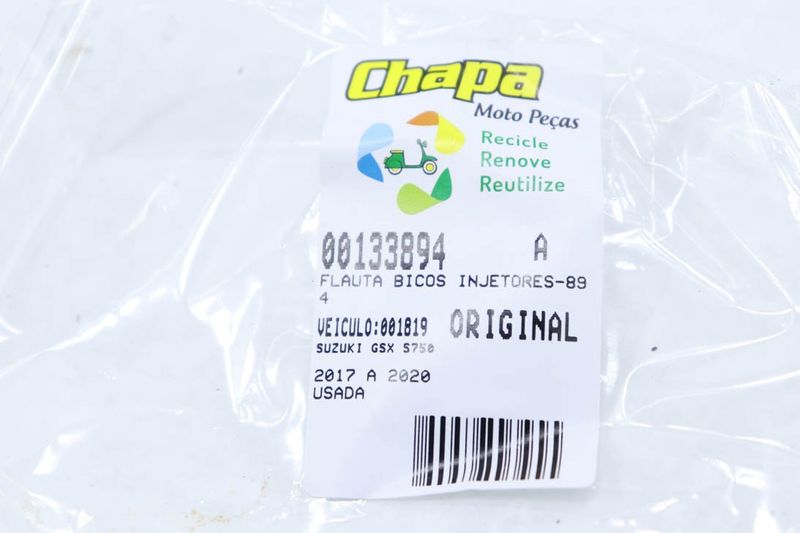 Chapa
Moto Peças
Recicle
Renove
Reutilize
00133894 A
FLAUTA BICOS INJETORES-89
4
VEICULO:001819 ORIGINAL
SUZUKI GSX S750
2017 A 2020
USADA